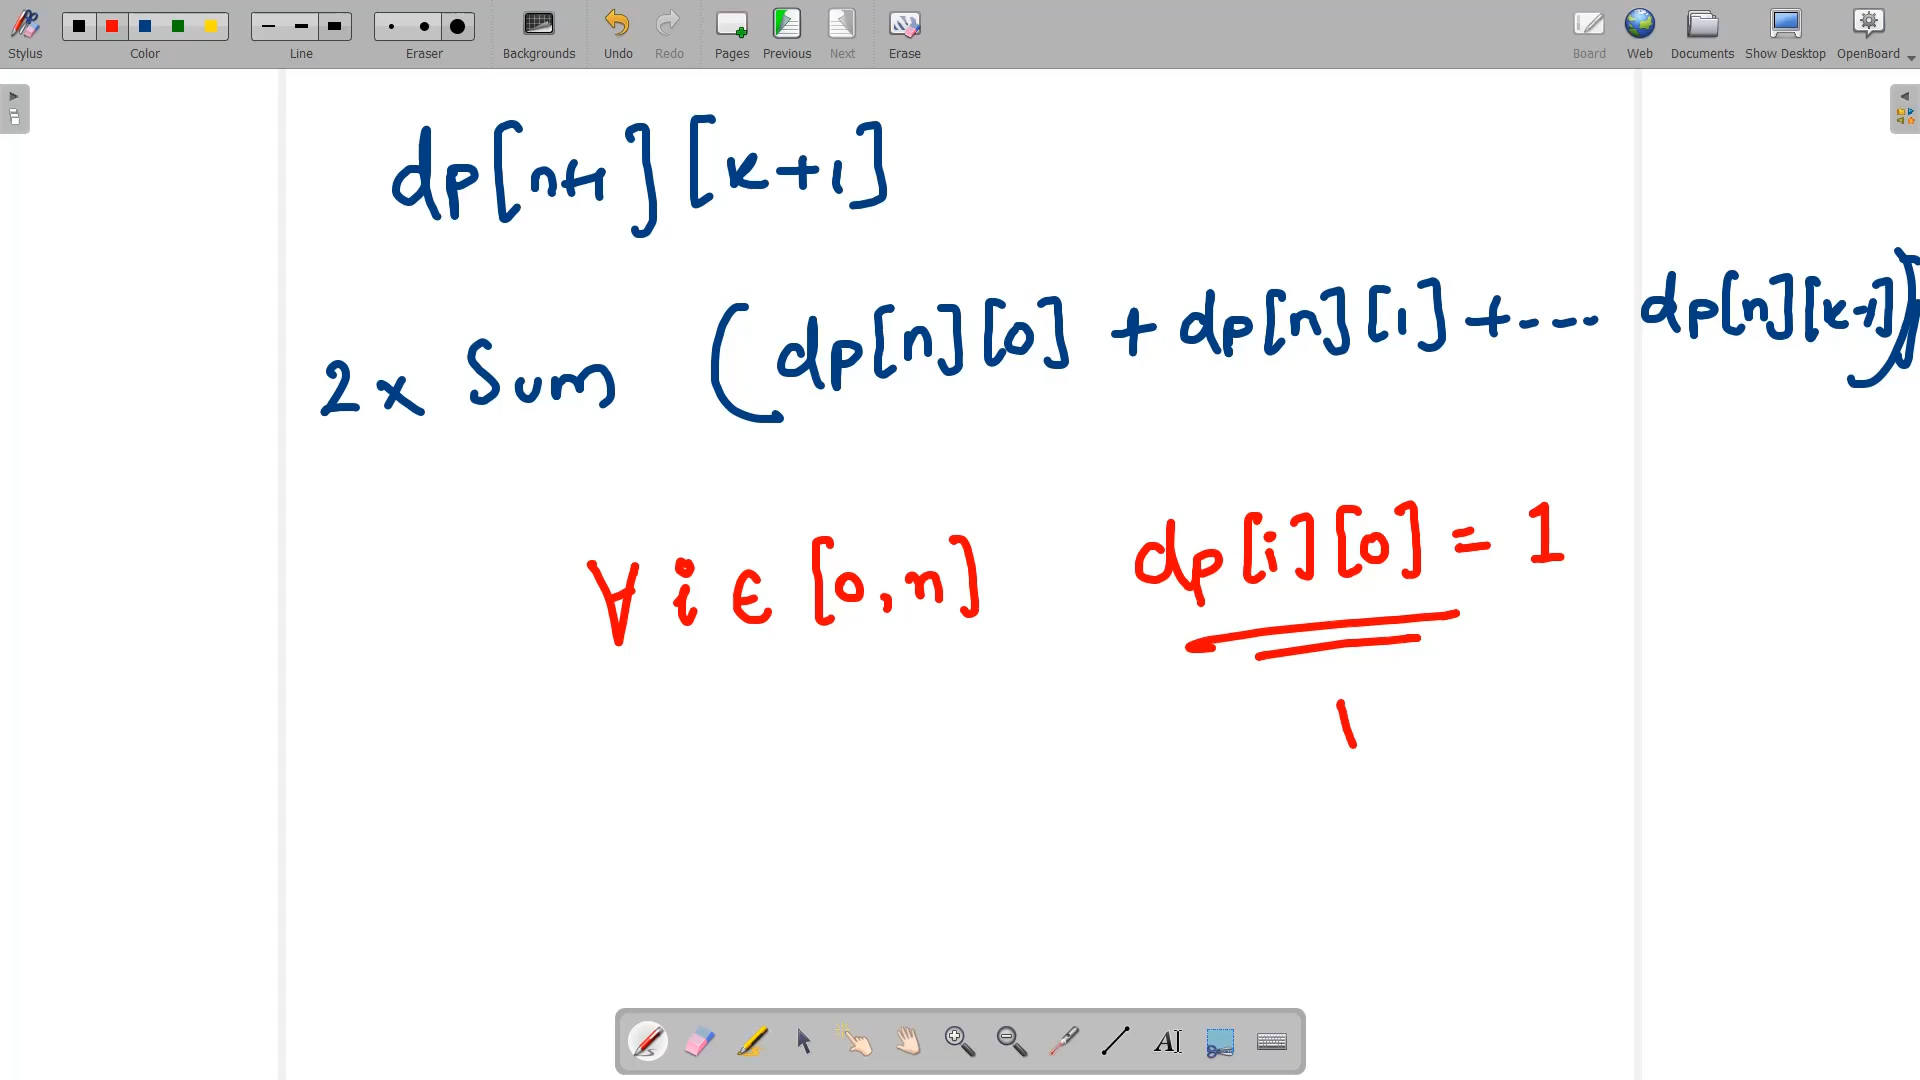 Stylus Color Line Eraser Backgrounds Undo Redo Pages Previous Next Erase Board Web Documents Show Desktop OpenBoard
dp[n+1][k+1]
2 x Sum (dp[n][0] + dp[n][1] + --- dp[n][k-1])
∀ i ∈ [0,n] dp[i][0] = 1